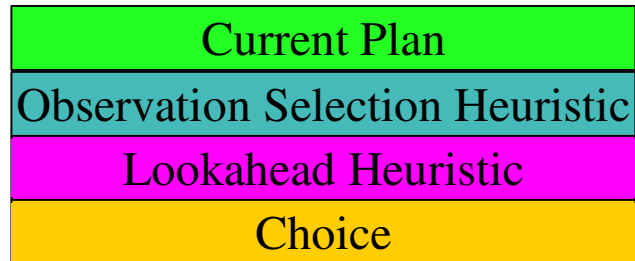 Current Plan
Observation Selection Heuristic
Lookahead Heuristic
Choice